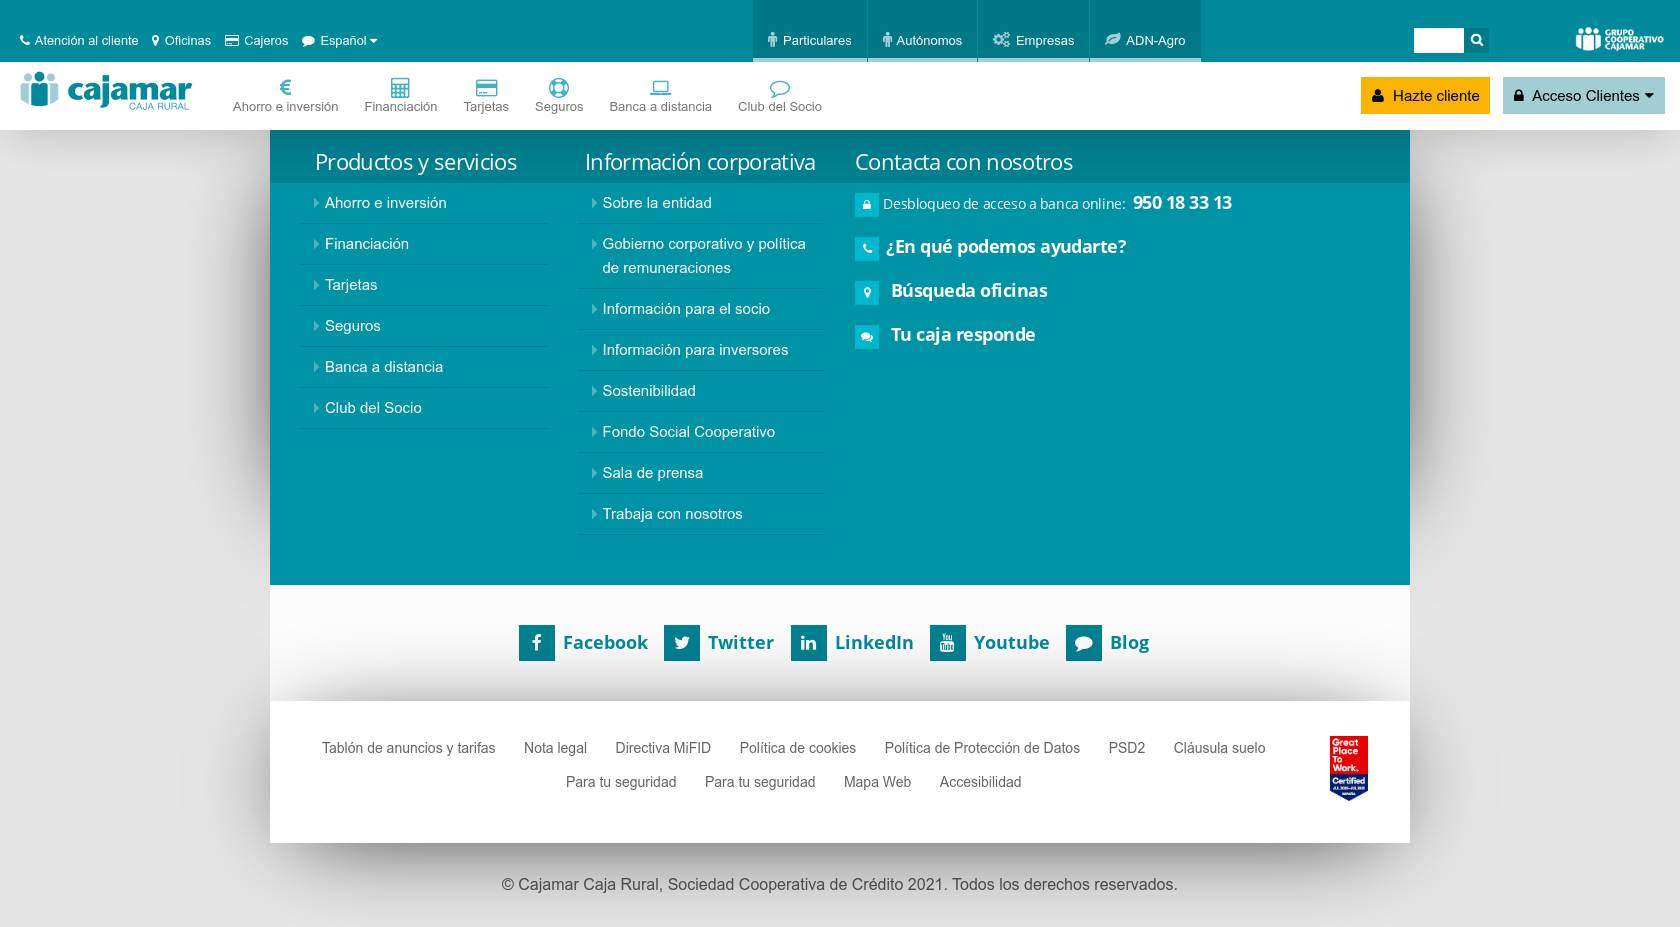 Atención al cliente Oficinas Cajeros Español
Particulares Autónomos Empresas ADN-Agro
GRUPO
COOPERATIVO
CAJAMAR
cajamar
CAJA RURAL
Ahorro e inversión Financiación Tarjetas Seguros Banca a distancia Club del Socio
Hazte cliente Acceso Clientes
Productos y servicios
Ahorro e inversión
Financiación
Tarjetas
Seguros
Banca a distancia
Club del Socio
Información corporativa
Sobre la entidad
Gobierno corporativo y política
de remuneraciones
Información para el socio
Información para inversores
Sostenibilidad
Fondo Social Cooperativo
Sala de prensa
Trabaja con nosotros
Contacta con nosotros
Desbloqueo de acceso a banca online: 950 18 33 13
¿En qué podemos ayudarte?
Búsqueda oficinas
Tu caja responde
Facebook Twitter LinkedIn Youtube Blog
Tablón de anuncios y tarifas Nota legal Directiva MiFID Política de cookies Política de Protección de Datos PSD2 Cláusula suelo
Para tu seguridad Para tu seguridad Mapa Web Accesibilidad
Great
Place
To
Work.
Certified
ESPAÑA
© Cajamar Caja Rural, Sociedad Cooperativa de Crédito 2021. Todos los derechos reservados.